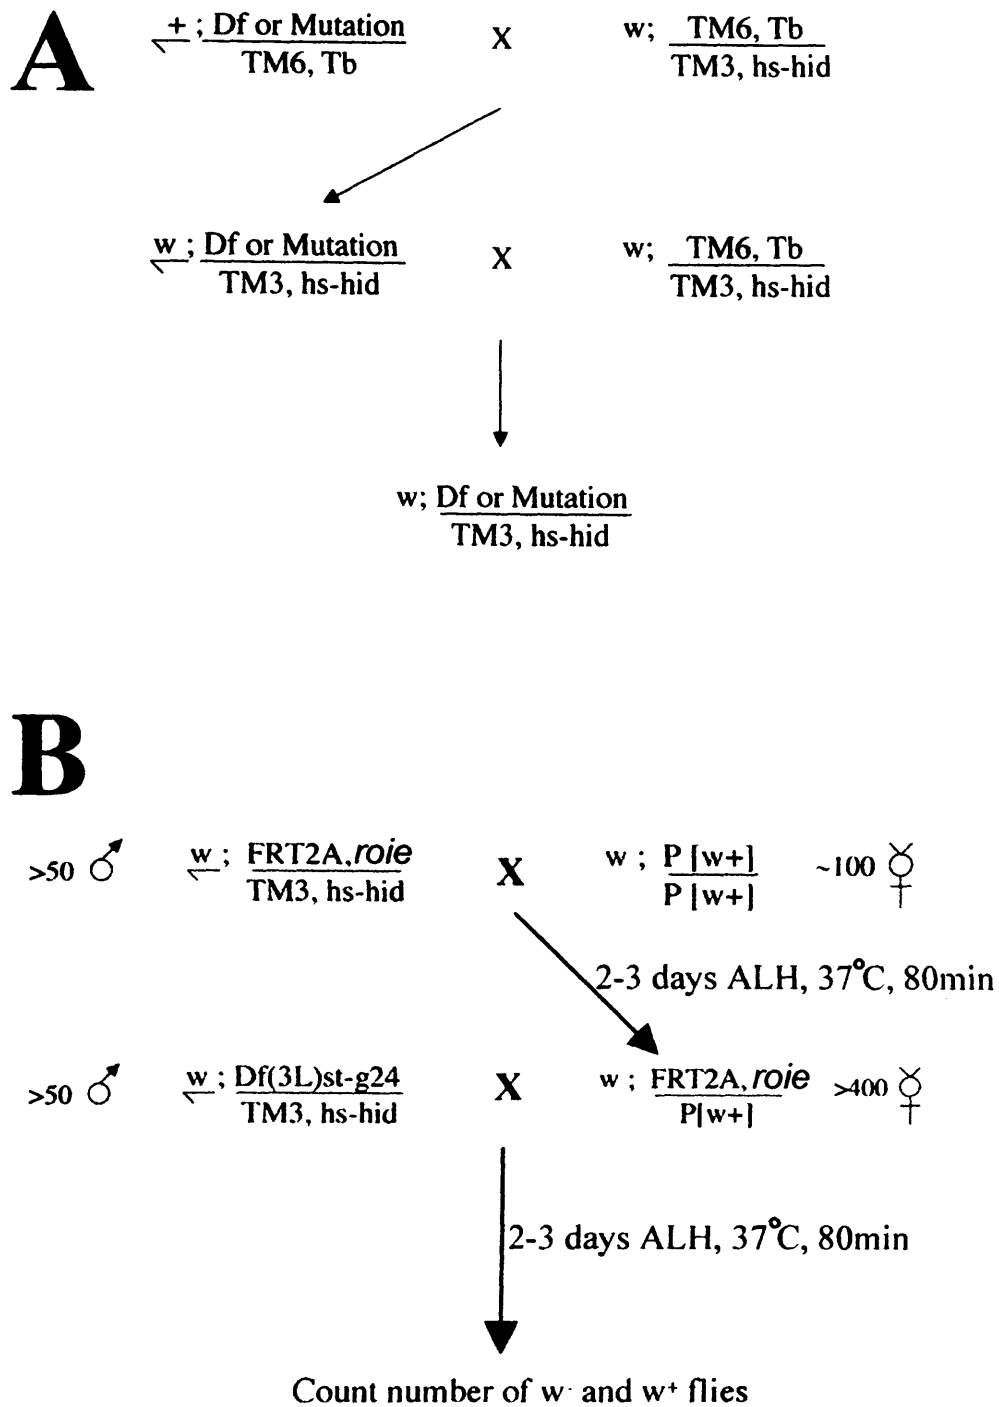 A
+ ; Df or Mutation
TM6, Tb
X
w; TM6, Tb
TM3, hs-hid
w ; Df or Mutation
TM3, hs-hid
X
w; TM6, Tb
TM3, hs-hid
w; Df or Mutation
TM3, hs-hid
B
>50 ♂ w ; FRT2A, roie
TM3, hs-hid
X
w ; P [w+]
P [w+]
~100 ☿
2-3 days ALH, 37°C, 80min
>50 ♂ w ; Df(3L)st-g24
TM3, hs-hid
X
w ; FRT2A, roie
P[w+]
>400 ☿
2-3 days ALH, 37°C, 80min
Count number of w- and w+ flies